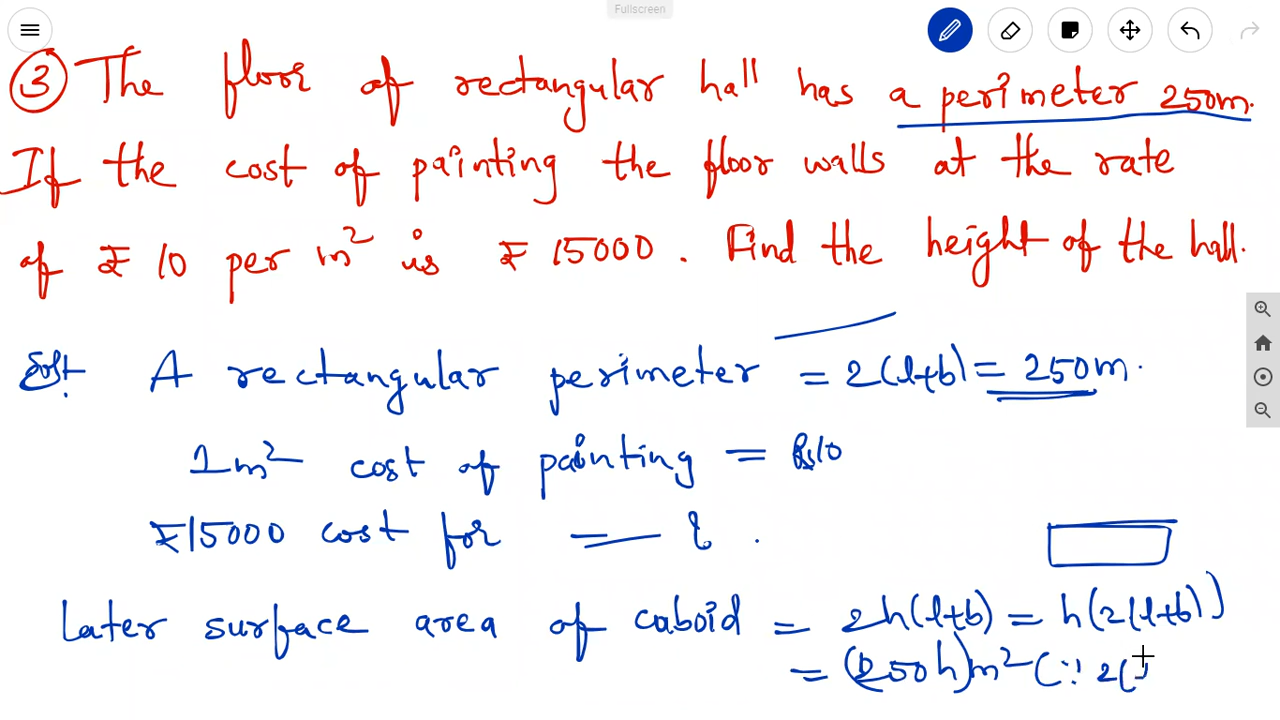 Fullscreen
③ The floor of rectangular hall has a perimeter 250m.
If the cost of painting the floor walls at the rate
of ₹ 10 per m² is ₹ 15000. Find the height of the hall.
Sol: A rectangular perimeter = 2(l+b) = 250m.
1m² cost of painting = Rs10
₹15000 cost for = ?
Later surface area of caboid = 2h(l+b) = h(2(l+b))
= (250h)m² (∵ 2(